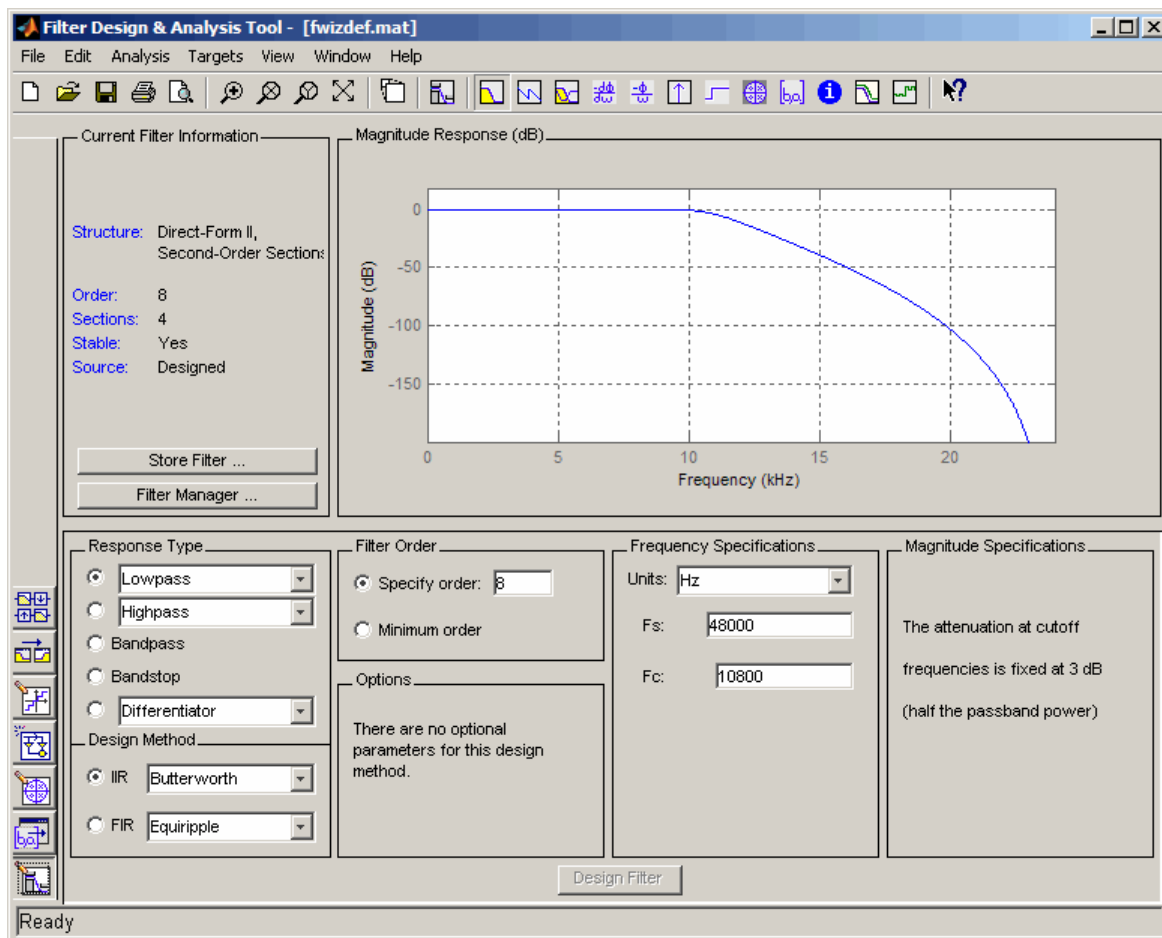 Filter Design & Analysis Tool - [fwizdef.mat]
File Edit Analysis Targets View Window Help
Current Filter Information
Structure: Direct-Form II,
Second-Order Sections
Order: 8
Sections: 4
Stable: Yes
Source: Designed
Store Filter ...
Filter Manager ...
Magnitude Response (dB)
Magnitude (dB)
0
-50
-100
-150
0 5 10 15 20
Frequency (kHz)
Response Type
Lowpass
Highpass
Bandpass
Bandstop
Differentiator
Design Method
IIR Butterworth
FIR Equiripple
Filter Order
Specify order: 8
Minimum order
Options
There are no optional
parameters for this design
method.
Frequency Specifications
Units: Hz
Fs: 48000
Fc: 10800
Magnitude Specifications
The attenuation at cutoff
frequencies is fixed at 3 dB
(half the passband power)
Design Filter
Ready